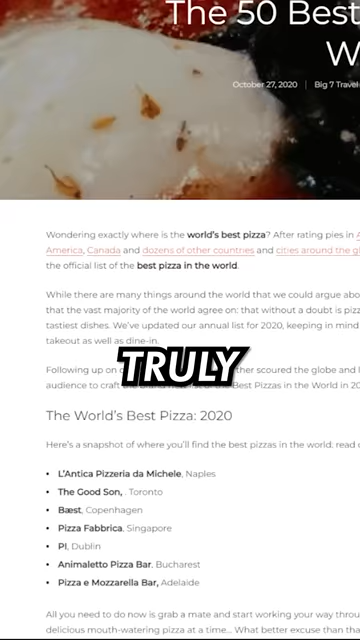 The 50 Best
W
October 27, 2020 | Big 7 Travel
Wondering exactly where is the world's best pizza? After rating pies in
America, Canada and dozens of other countries and cities around the
the official list of the best pizza in the world.
While there are many things around the world that we could argue
that the vast majority of the world agree on: that without a doubt is
tastiest dishes. We've updated our annual list for 2020, keeping in mind
takeout as well as dine-in.
TRULY
Following up on scoured the globe and
audience to Best Pizzas in the World in
The World's Best Pizza: 2020
Here's a snapshot of where you'll find the best pizzas in the world. read
• L'Antica Pizzeria da Michele, Naples
• The Good Son, . Toronto
• Bæst, Copenhagen
• Pizza Fabbrica. Singapore
• PI, Dublin
• Animaletto Pizza Bar. Bucharest
• Pizza e Mozzarella Bar, Adelaide
All you need to do now is grab a mate and start working your way
delicious mouth-watering pizza at a time... What better excuse than